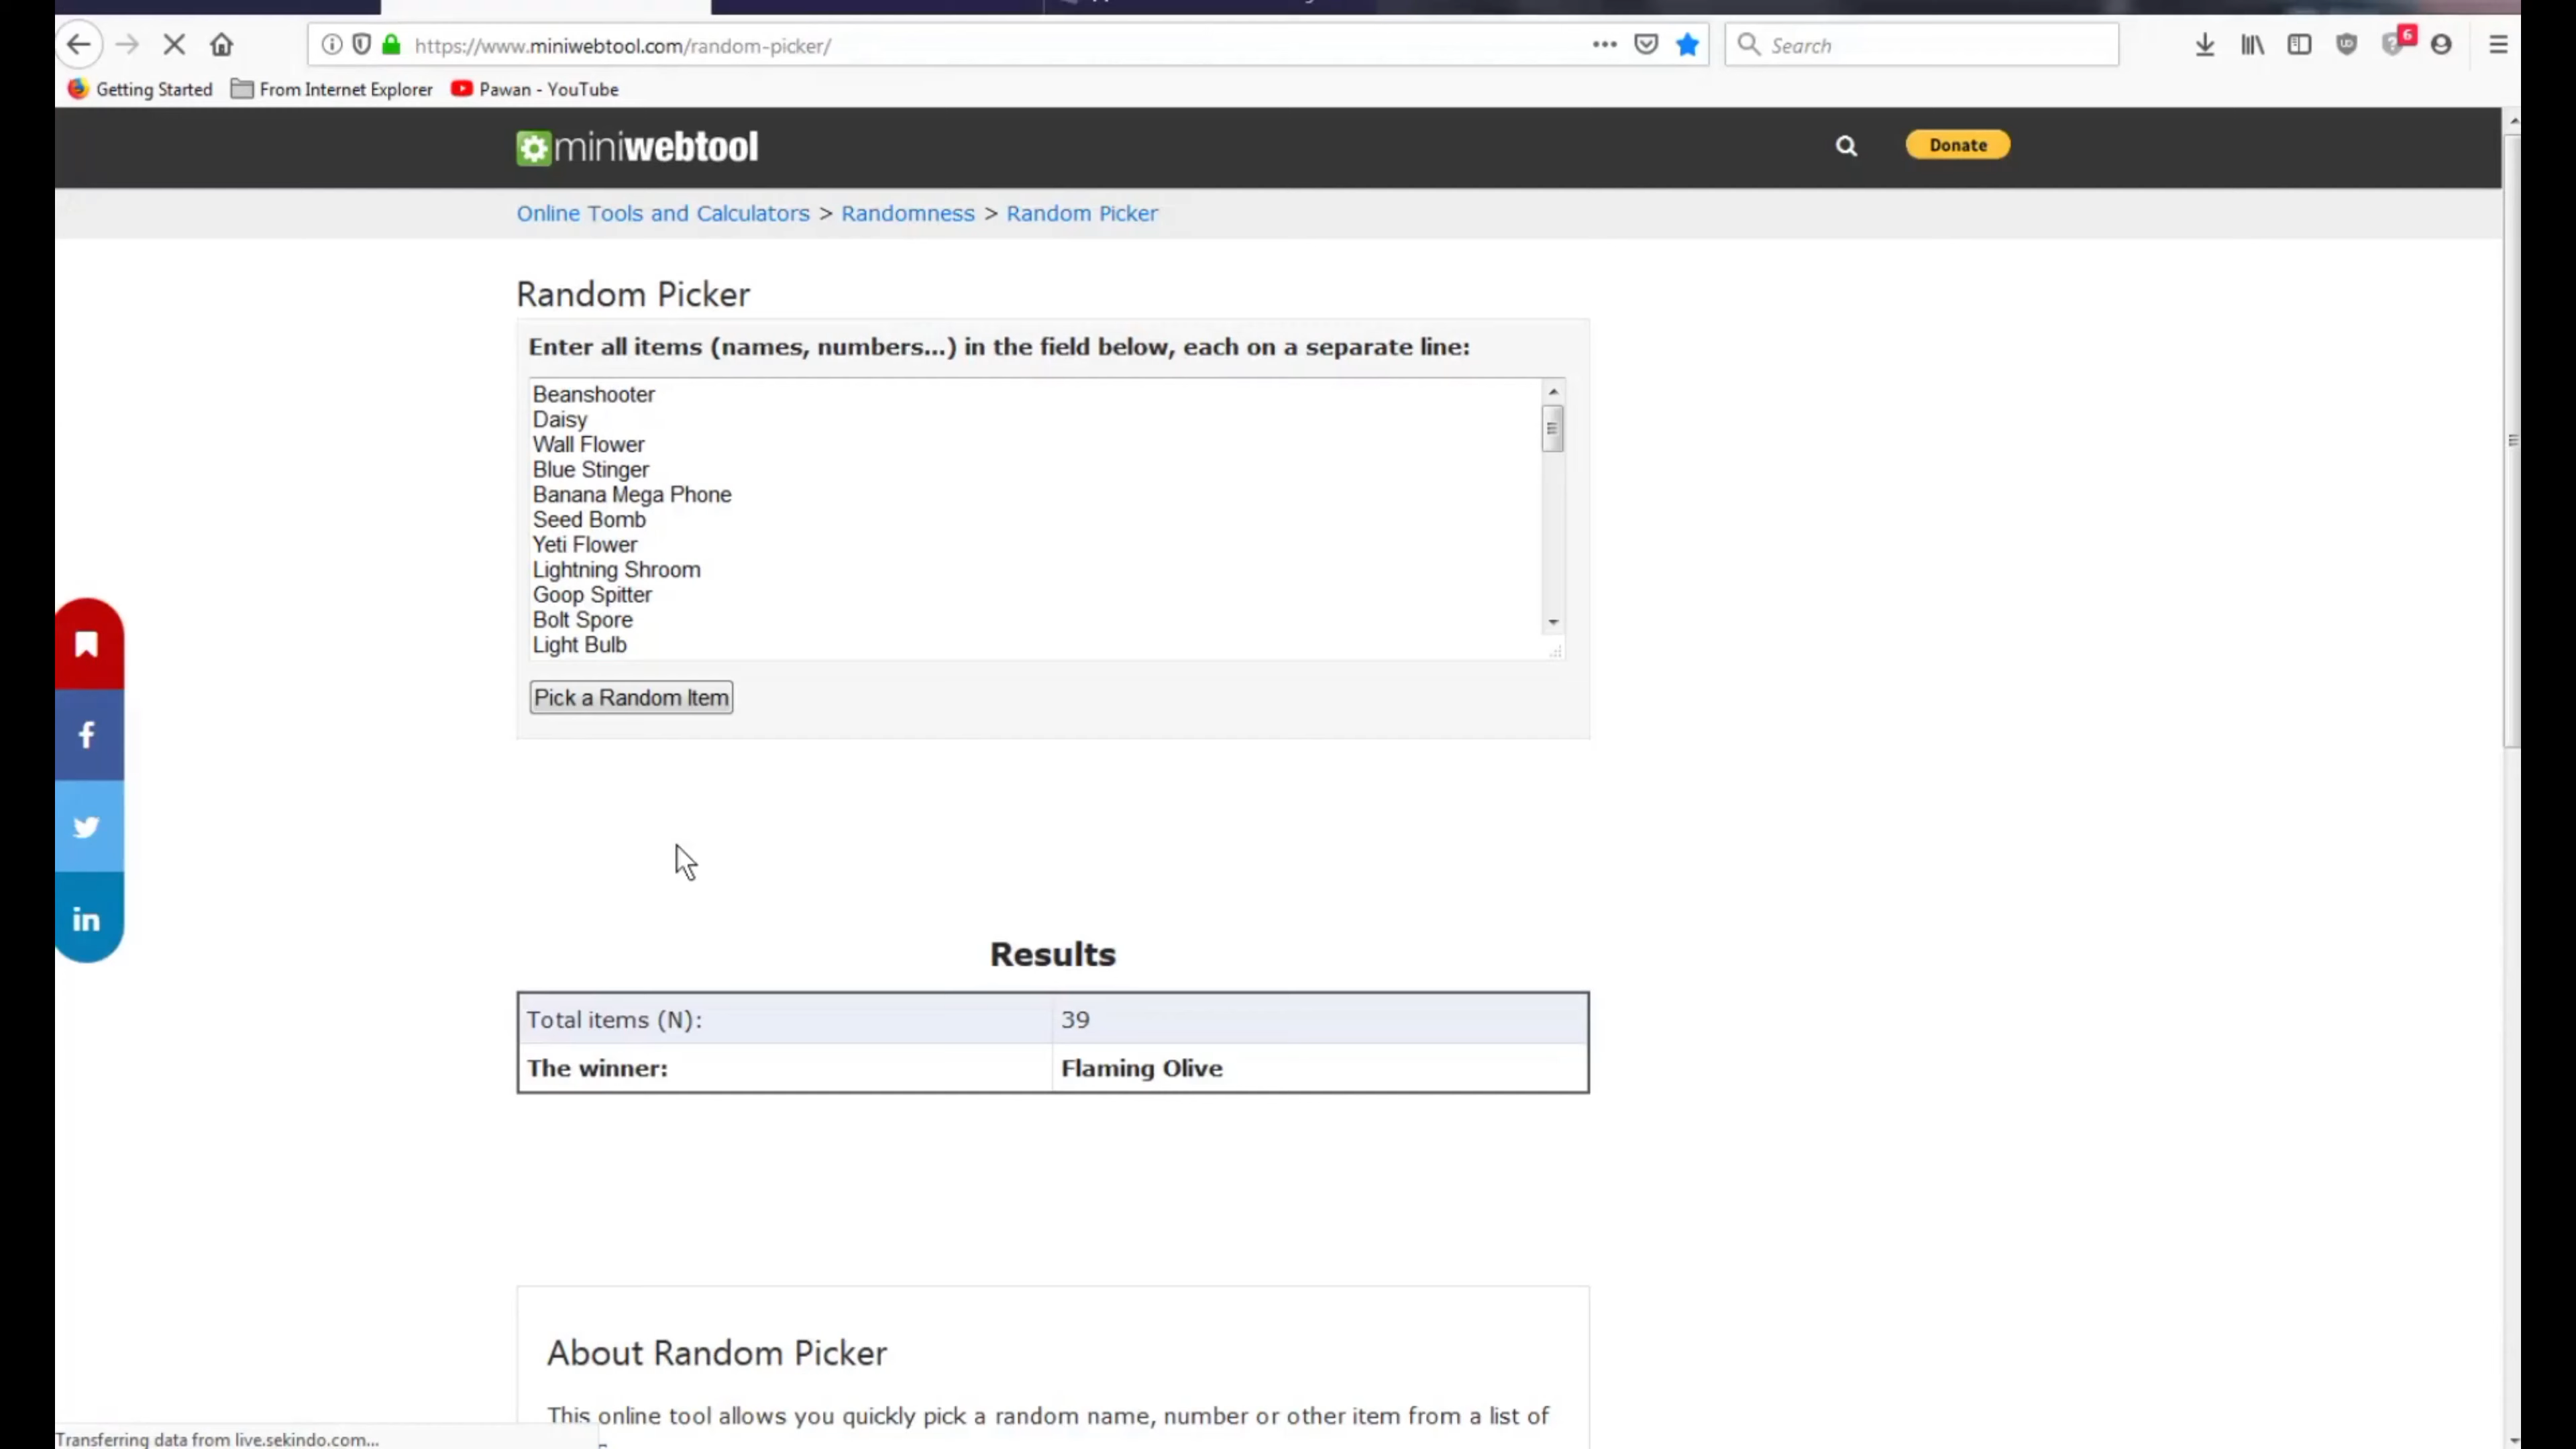 https://www.miniwebtool.com/random-picker/
Search
6
Getting Started
From Internet Explorer
Pawan - YouTube
miniwebtool
Donate
Online Tools and Calculators > Randomness > Random Picker
Random Picker
Enter all items (names, numbers...) in the field below, each on a separate line:
Beanshooter
Daisy
Wall Flower
Blue Stinger
Banana Mega Phone
Seed Bomb
Yeti Flower
Lightning Shroom
Goop Spitter
Bolt Spore
Light Bulb
Pick a Random Item
f
in
Results
Total items (N): 39
The winner: Flaming Olive
About Random Picker
This online tool allows you quickly pick a random name, number or other item from a list of
Transferring data from live.sekindo.com...